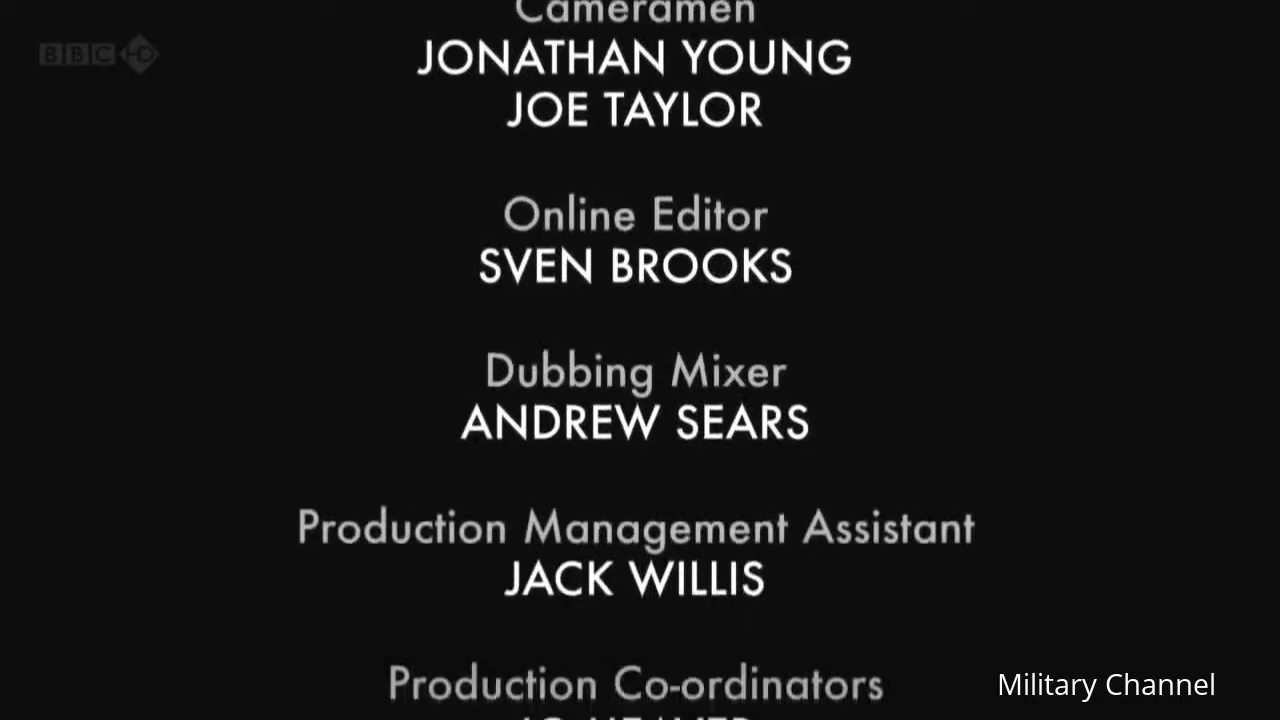 Cameramen
BBC HD
JONATHAN YOUNG
JOE TAYLOR
Online Editor
SVEN BROOKS
Dubbing Mixer
ANDREW SEARS
Production Management Assistant
JACK WILLIS
Production Co-ordinators
Military Channel